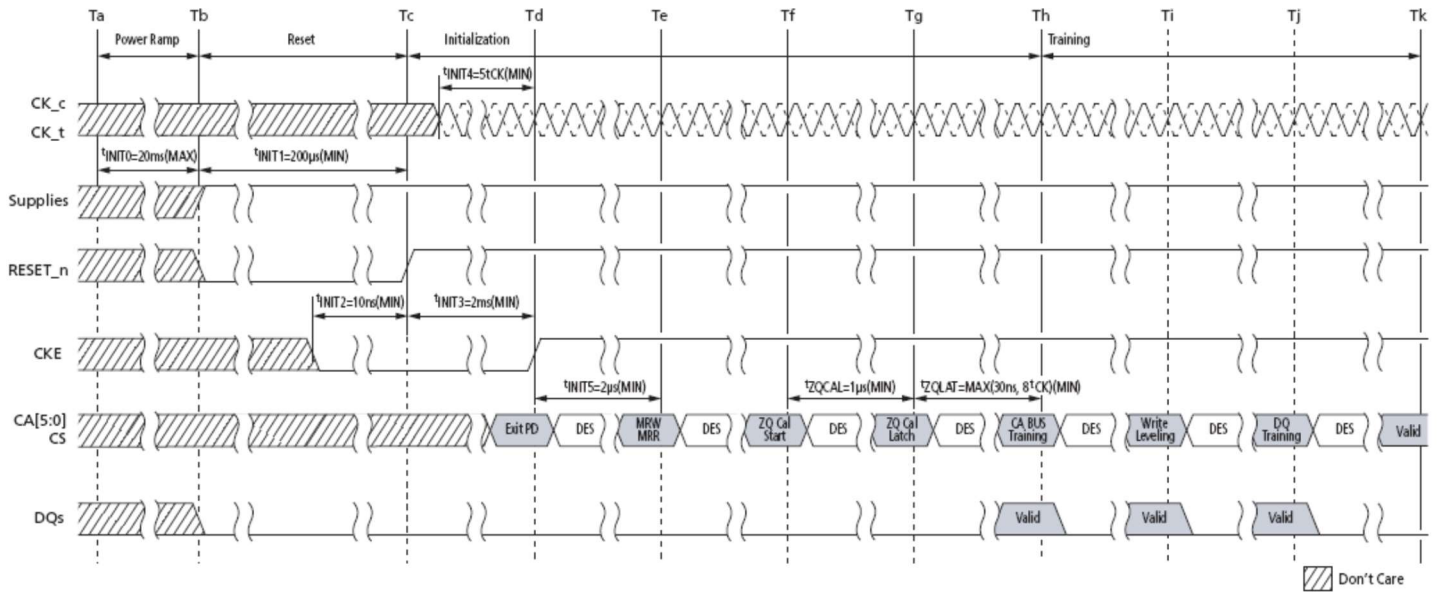 Ta Tb Tc Td Te Tf Tg Th Ti Tj Tk
Power Ramp Reset Initialization Training
tINIT4=5tCK(MIN)
CK_c
CK_t
tINIT0=20ms(MAX) tINIT1=200μs(MIN)
Supplies
RESET_n
tINIT2=10ns(MIN) tINIT3=2ms(MIN)
CKE
tINIT5=2μs(MIN) tZQCAL=1μs(MIN) tZQLAT=MAX(30ns, 8tCK)(MIN)
CA[5:0]
CS
Exit PD DES MRW MRR DES ZQ Cal Start DES ZQ Cal Latch DES CA BUS Training DES Write Leveling DES DQ Training DES Valid
DQs Valid Valid Valid
Don't Care